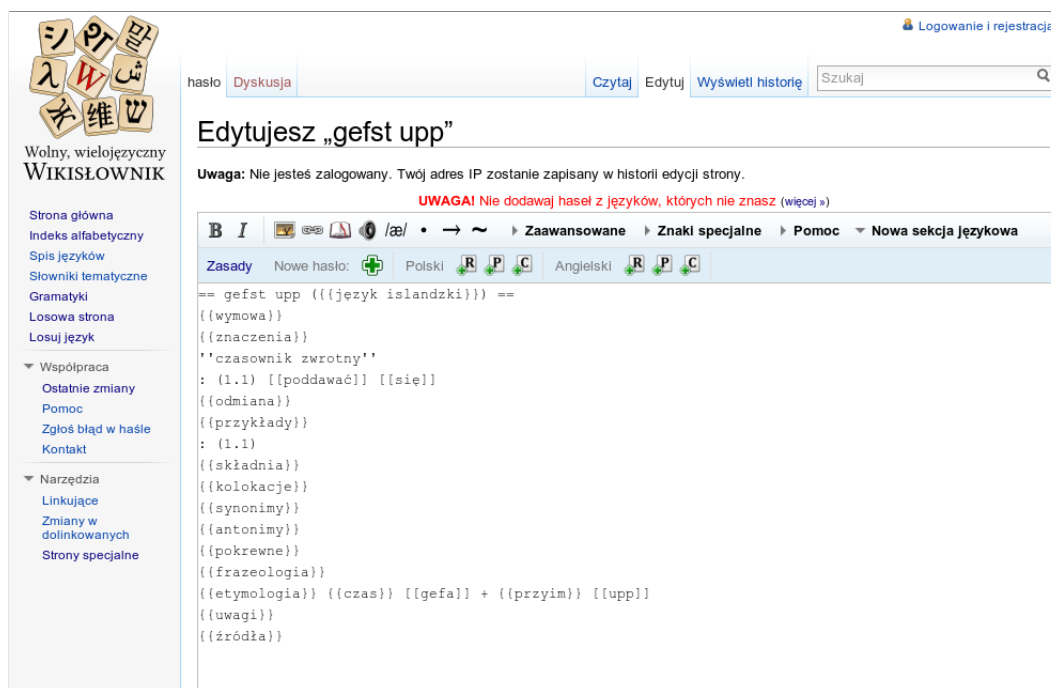 Logowanie i rejestracja
hasło Dyskusja Czytaj Edytuj Wyświetl historię Szukaj
Wolny, wielojęzyczny
WIKISŁOWNIK
Strona główna
Indeks alfabetyczny
Spis języków
Słowniki tematyczne
Gramatyki
Losowa strona
Losuj język
Współpraca
Ostatnie zmiany
Pomoc
Zgłoś błąd w haśle
Kontakt
Narzędzia
Linkujące
Zmiany w
dolinkowanych
Strony specjalne
Edytujesz „gefst upp”
Uwaga: Nie jesteś zalogowany. Twój adres IP zostanie zapisany w historii edycji strony.
UWAGA! Nie dodawaj haseł z języków, których nie znasz (więcej »)
B I /æ/ • → ~ Zaawansowane Znaki specjalne Pomoc Nowa sekcja językowa
Zasady Nowe hasło: Polski R P C Angielski R P C
== gefst upp ({{język islandzki}}) ==
{{wymowa}}
{{znaczenia}}
''czasownik zwrotny''
: (1.1) [[poddawać]] [[się]]
{{odmiana}}
{{przykłady}}
: (1.1)
{{składnia}}
{{kolokacje}}
{{synonimy}}
{{antonimy}}
{{pokrewne}}
{{frazeologia}}
{{etymologia}} {{czas}} [[gefa]] + {{przyim}} [[upp]]
{{uwagi}}
{{źródła}}